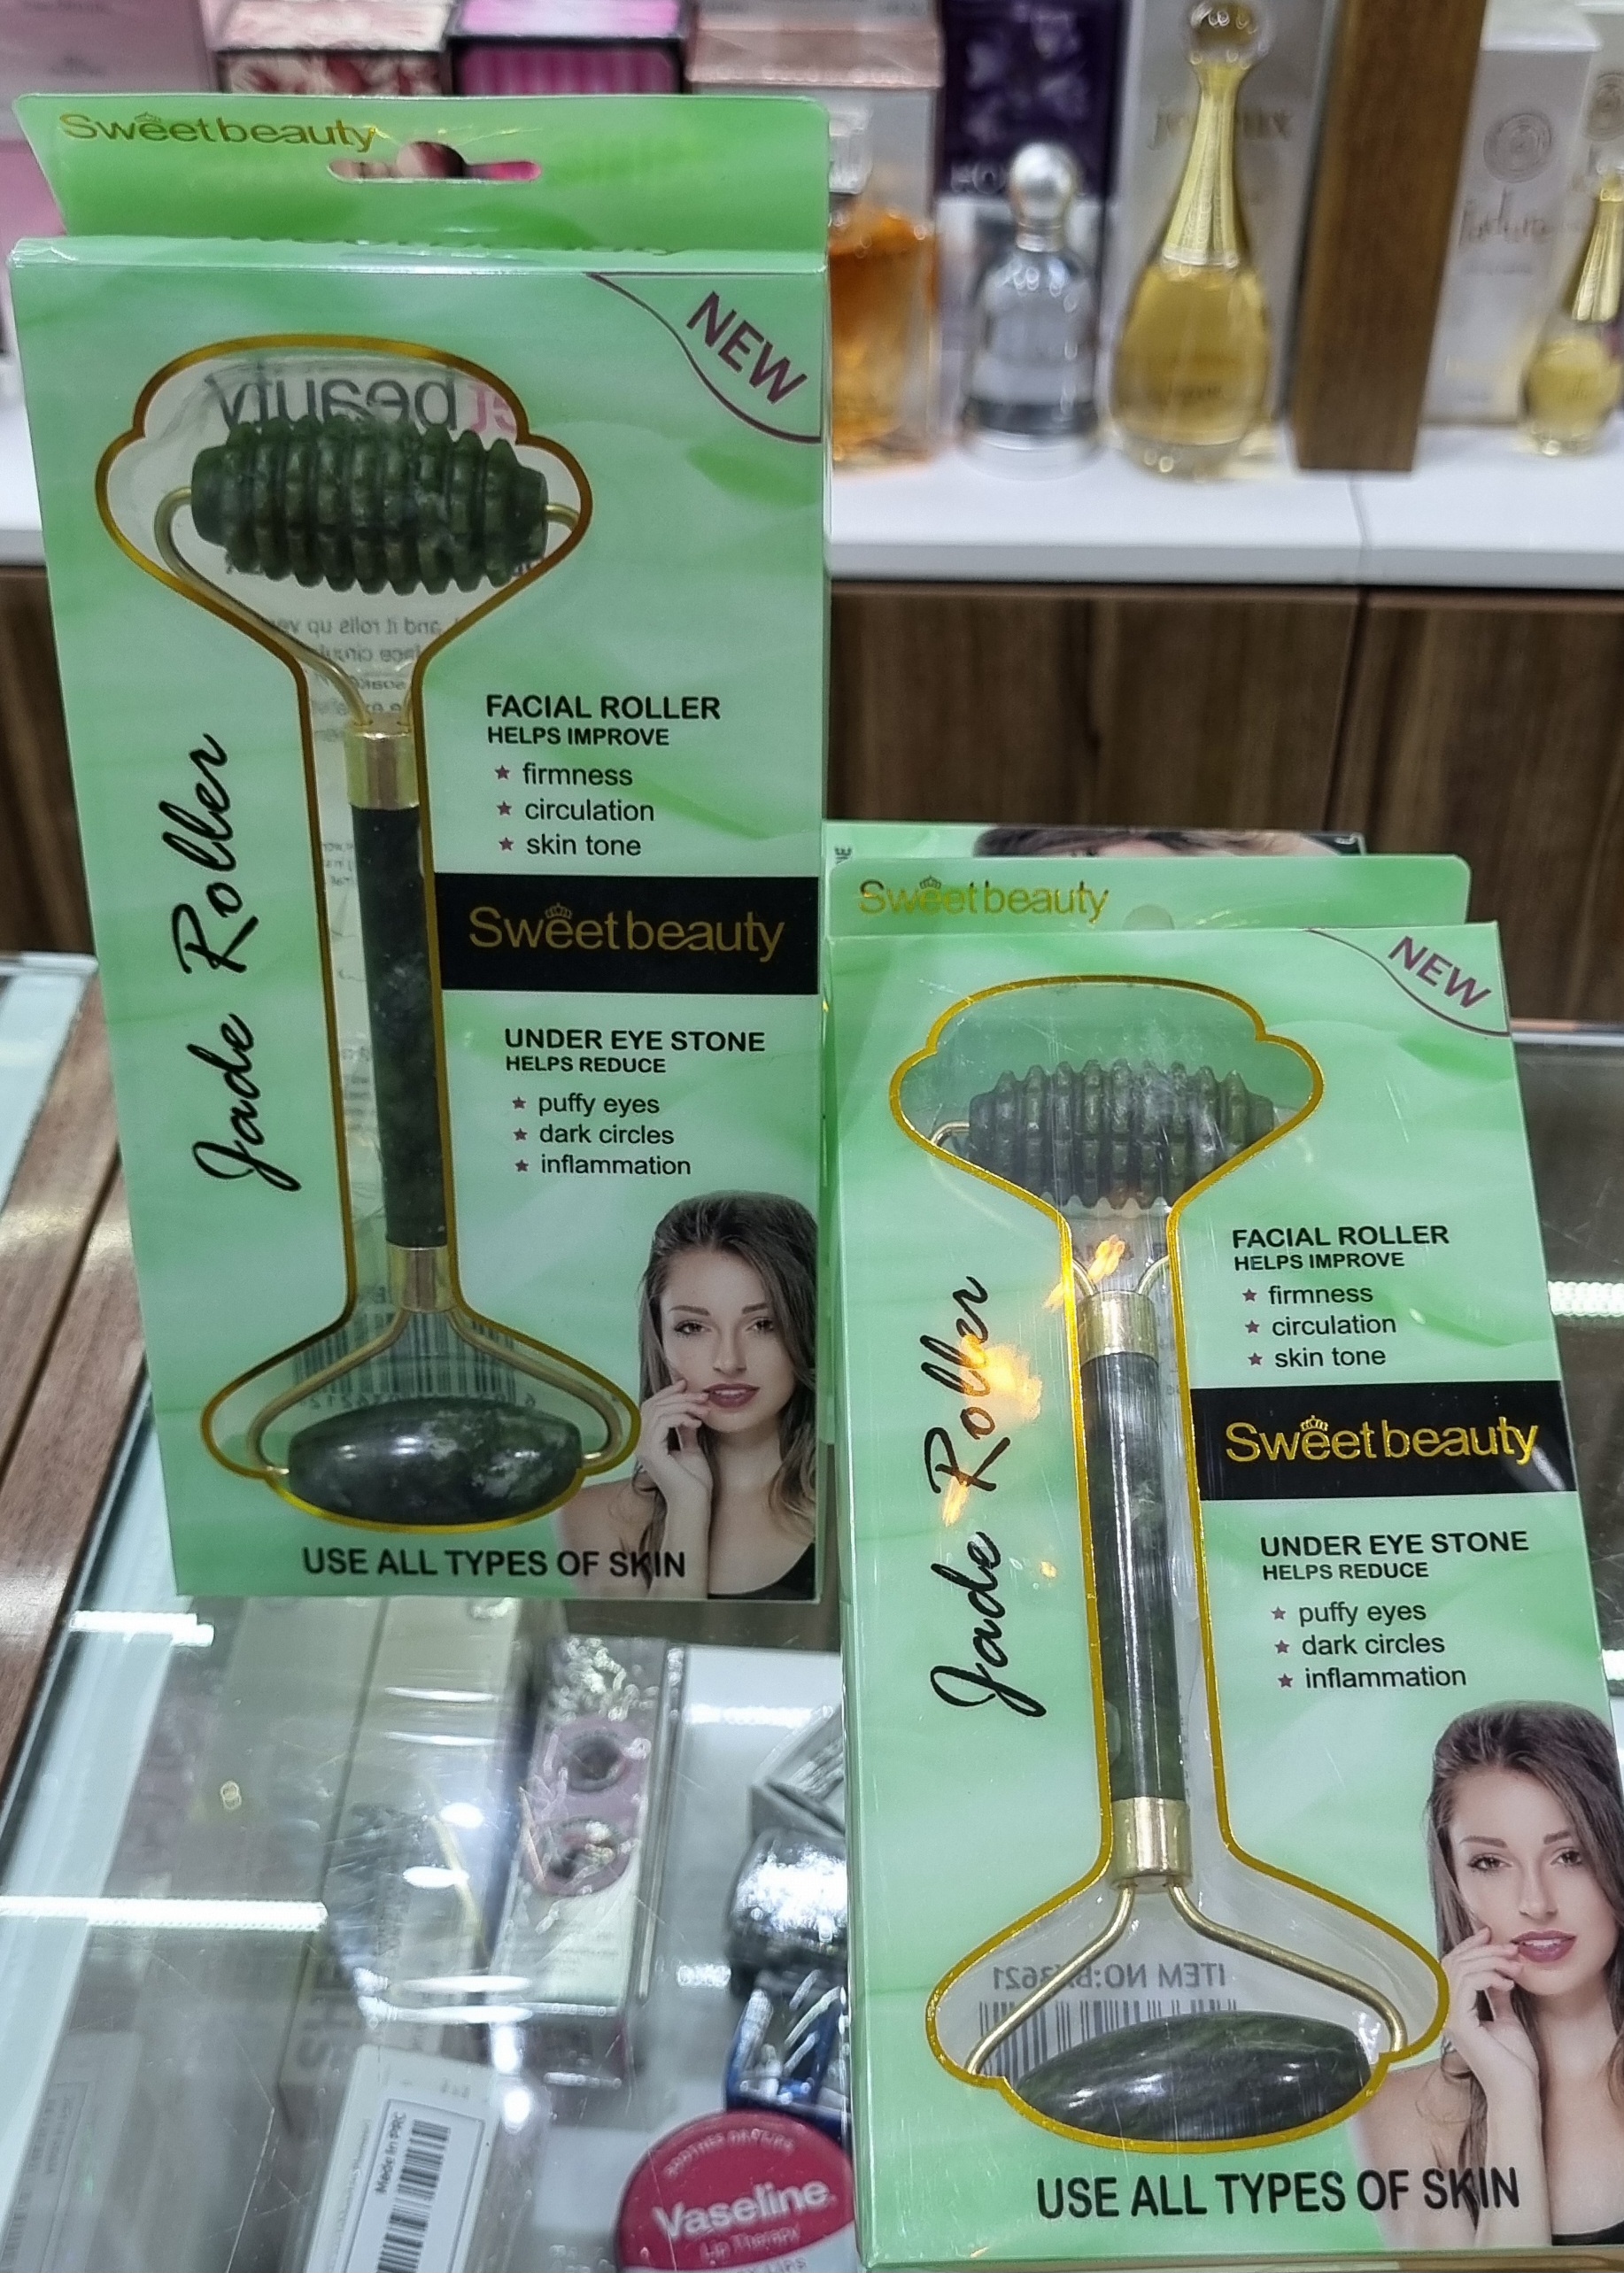 Sweetbeauty
NEW
beauty
Jade Roller
FACIAL ROLLER
HELPS IMPROVE
firmness
circulation
skin tone
Sweetbeauty
UNDER EYE STONE
HELPS REDUCE
puffy eyes
dark circles
inflammation
USE ALL TYPES OF SKIN
Sweetbeauty
NEW
Jade Roller
FACIAL ROLLER
HELPS IMPROVE
firmness
circulation
skin tone
Sweetbeauty
UNDER EYE STONE
HELPS REDUCE
puffy eyes
dark circles
inflammation
USE ALL TYPES OF SKIN
Made in PRC
Vaseline
Lip Therapy